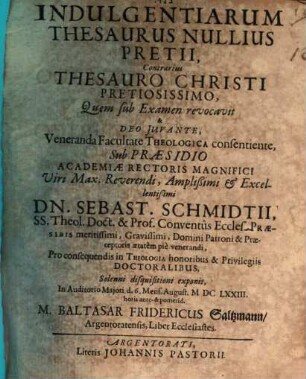 INDULGENTIARUM
THESAURUS NULLIUS
PRETII,
Contrarius
THESAURO CHRISTI
PRETIOSISSIMO,
Quem sub Examen revocavit
&
DEO JUVANTE,
Veneranda Facultate THEOLOGICA consentiente,
Sub PRÆSIDIO
ACADEMIÆ RECTORIS MAGNIFICI
Viri Max. Reverendi, Amplißimi & Excel-
lentißimi
DN. SEBAST. SCHMIDTII,
SS. Theol. Doct. & Prof. Conventûs Eccles. PRÆ-
SIDIS meritissimi, Gravissimi, Domini Patroni & Præ-
ceptoris ætatem piè venerandi,
Pro consequendis in THEOLOGIA honoribus & Privilegiis
DOCTORALIBUS,
Solenni disquisitioni exponit,
In Auditorio Majori d. 6. Mens. August. M DC LXXIII.
horis ante- & pomerid.
M. BALTASAR FRIDERICUS Saltzmann/
Argentoratensis, Liber Ecclesiastes.
ARGENTORATI,
Literis JOHANNIS PASTORII